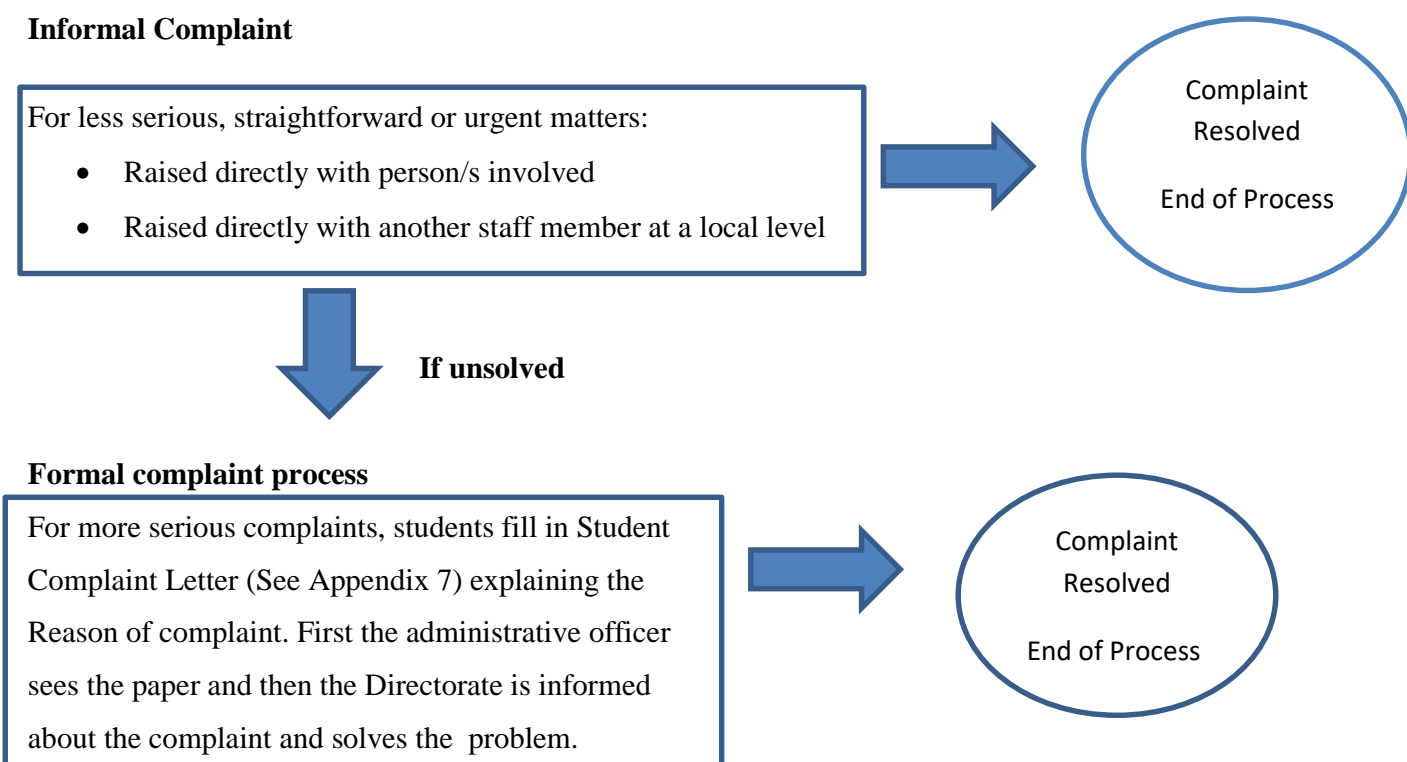 Informal Complaint
For less serious, straightforward or urgent matters:
• Raised directly with person/s involved
• Raised directly with another staff member at a local level
Complaint
Resolved
End of Process
If unsolved
Formal complaint process
For more serious complaints, students fill in Student
Complaint Letter (See Appendix 7) explaining the
Reason of complaint. First the administrative officer
sees the paper and then the Directorate is informed
about the complaint and solves the problem.
Complaint
Resolved
End of Process